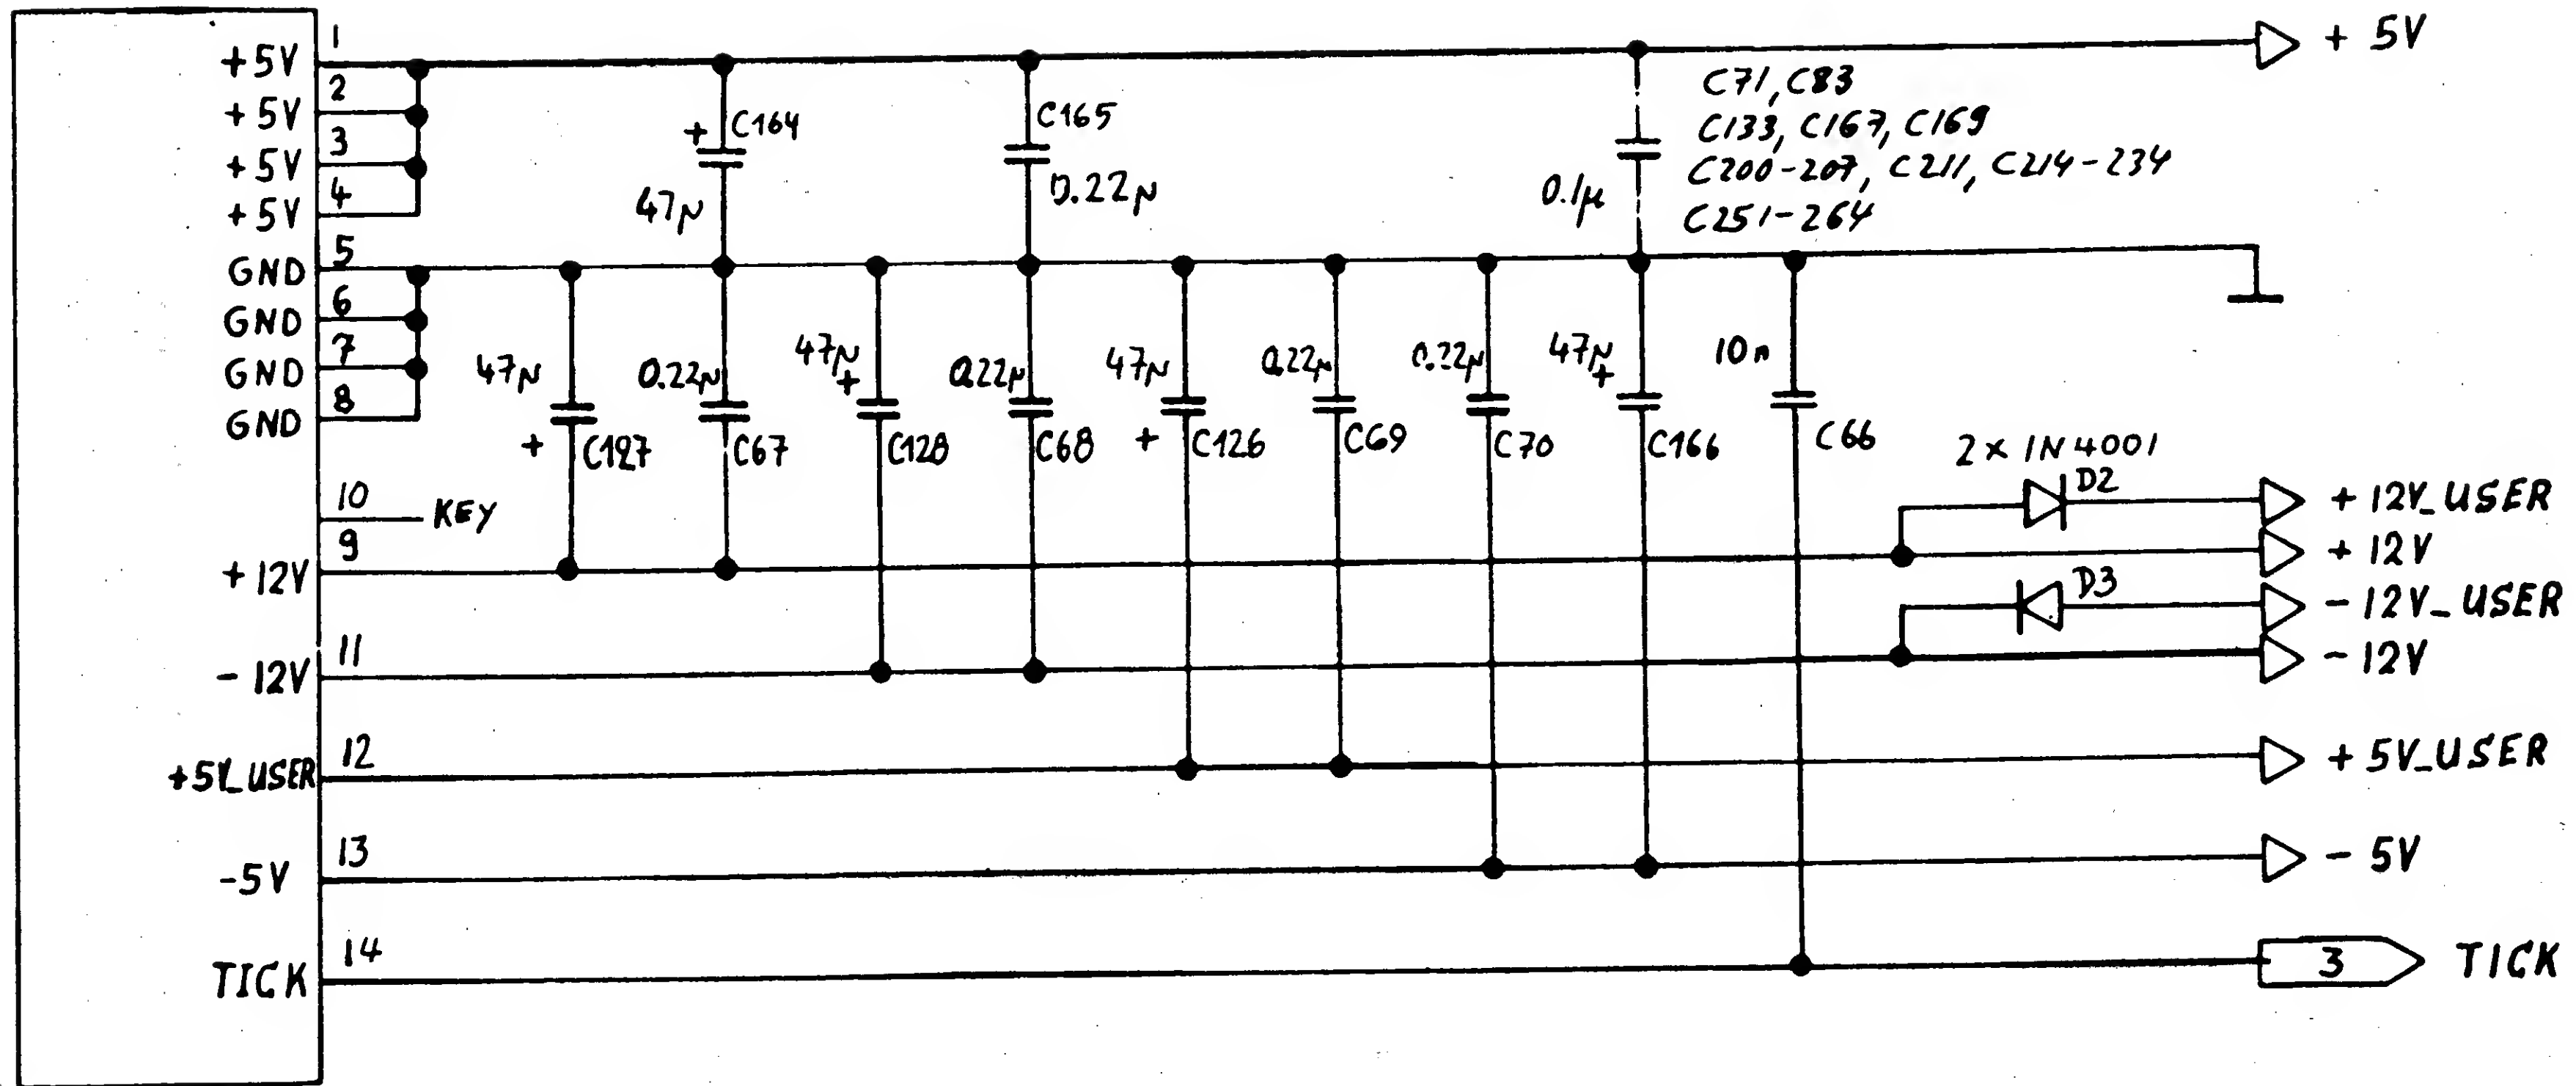 1
+5V
2
+5V
3
+5V
4
+5V
5
GND
6
GND
7
GND
8
GND
10
KEY
9
+12V
11
-12V
12
+5V_USER
13
-5V
14
TICK
+ C164
47µ
C165
0.22µ
0.1µ
C71, C83
C133, C167, C169
C200-207, C211, C214-234
C251-264
47µ
+ C127
0.22µ
C67
47µ
+
C128
0.22µ
C68
47µ
+ C126
0.22µ
C69
0.22µ
C70
47µ
+
C166
10n
C66
2 x 1N4001
D2
D3
+ 5V
+ 12V_USER
+ 12V
- 12V_USER
- 12V
+ 5V_USER
- 5V
3 TICK